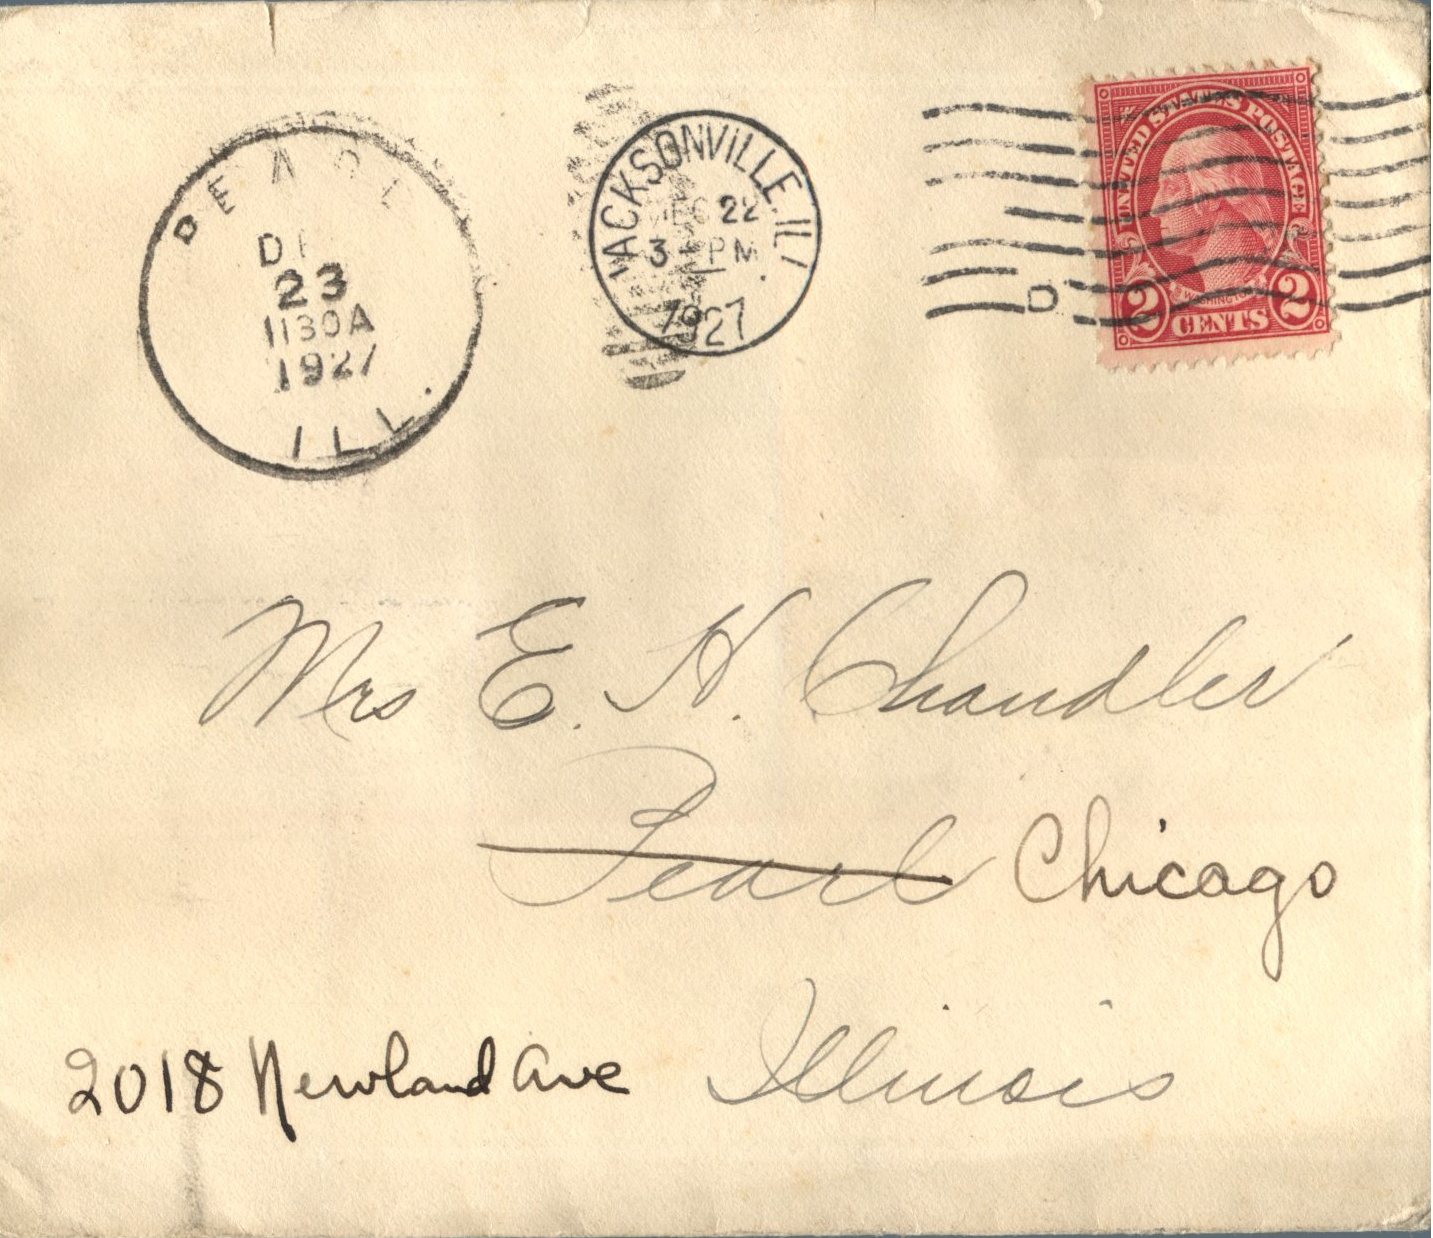 PEARL
23
1130A
1927
ILL.
JACKSONVILLE, ILL
DEC 22
3 - PM
1927
D
UNITED STATES POSTAGE
WASHINGTON
2 CENTS 2
Mrs E. H. Chandler
Pearl Chicago
2018 Newland Ave Illinois